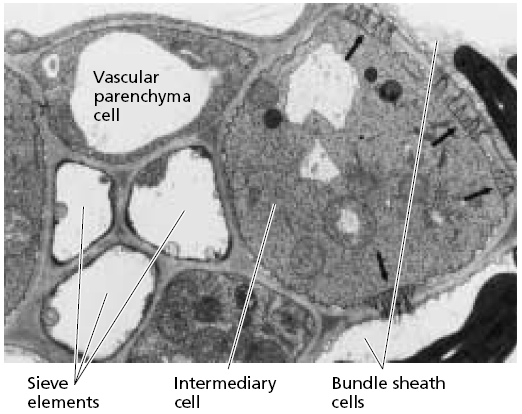 Vascular
parenchyma
cell
Sieve
elements
Intermediary
cell
Bundle sheath
cells